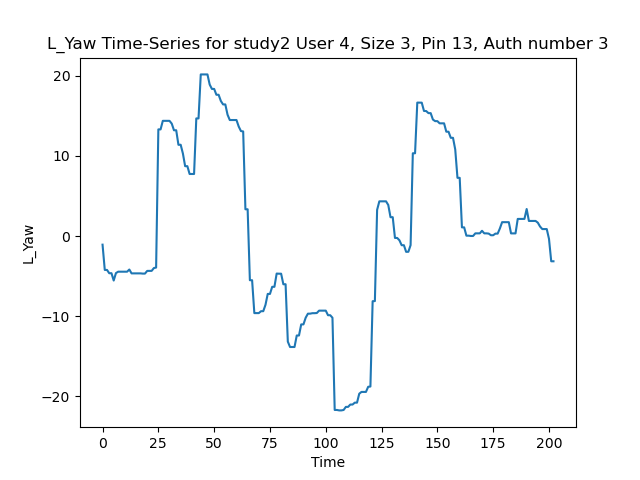 L_Yaw Time-Series for study2 User 4, Size 3, Pin 13, Auth number 3
20
10
0
−10
−20
L_Yaw
0 25 50 75 100 125 150 175 200
Time